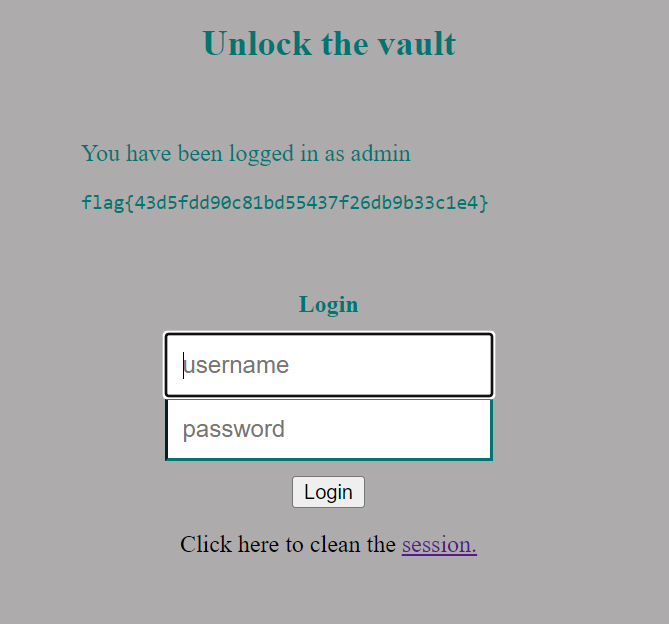 Unlock the vault
You have been logged in as admin
flag{43d5fdd90c81bd55437f26db9b33c1e4}
Login
username
password
Login
Click here to clean the session.